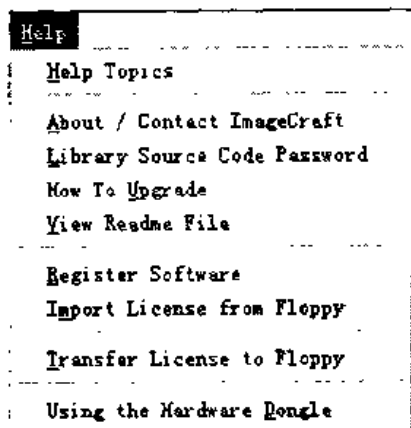 Help
Help Topics
About / Contact ImageCraft
Library Source Code Password
How To Upgrade
View Readme File
Register Software
Import License from Floppy
Transfer License to Floppy
Using the Hardware Dongle